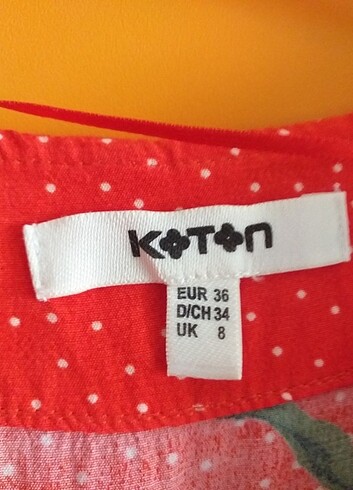 KOTON
EUR 36
D/CH 34
UK 8